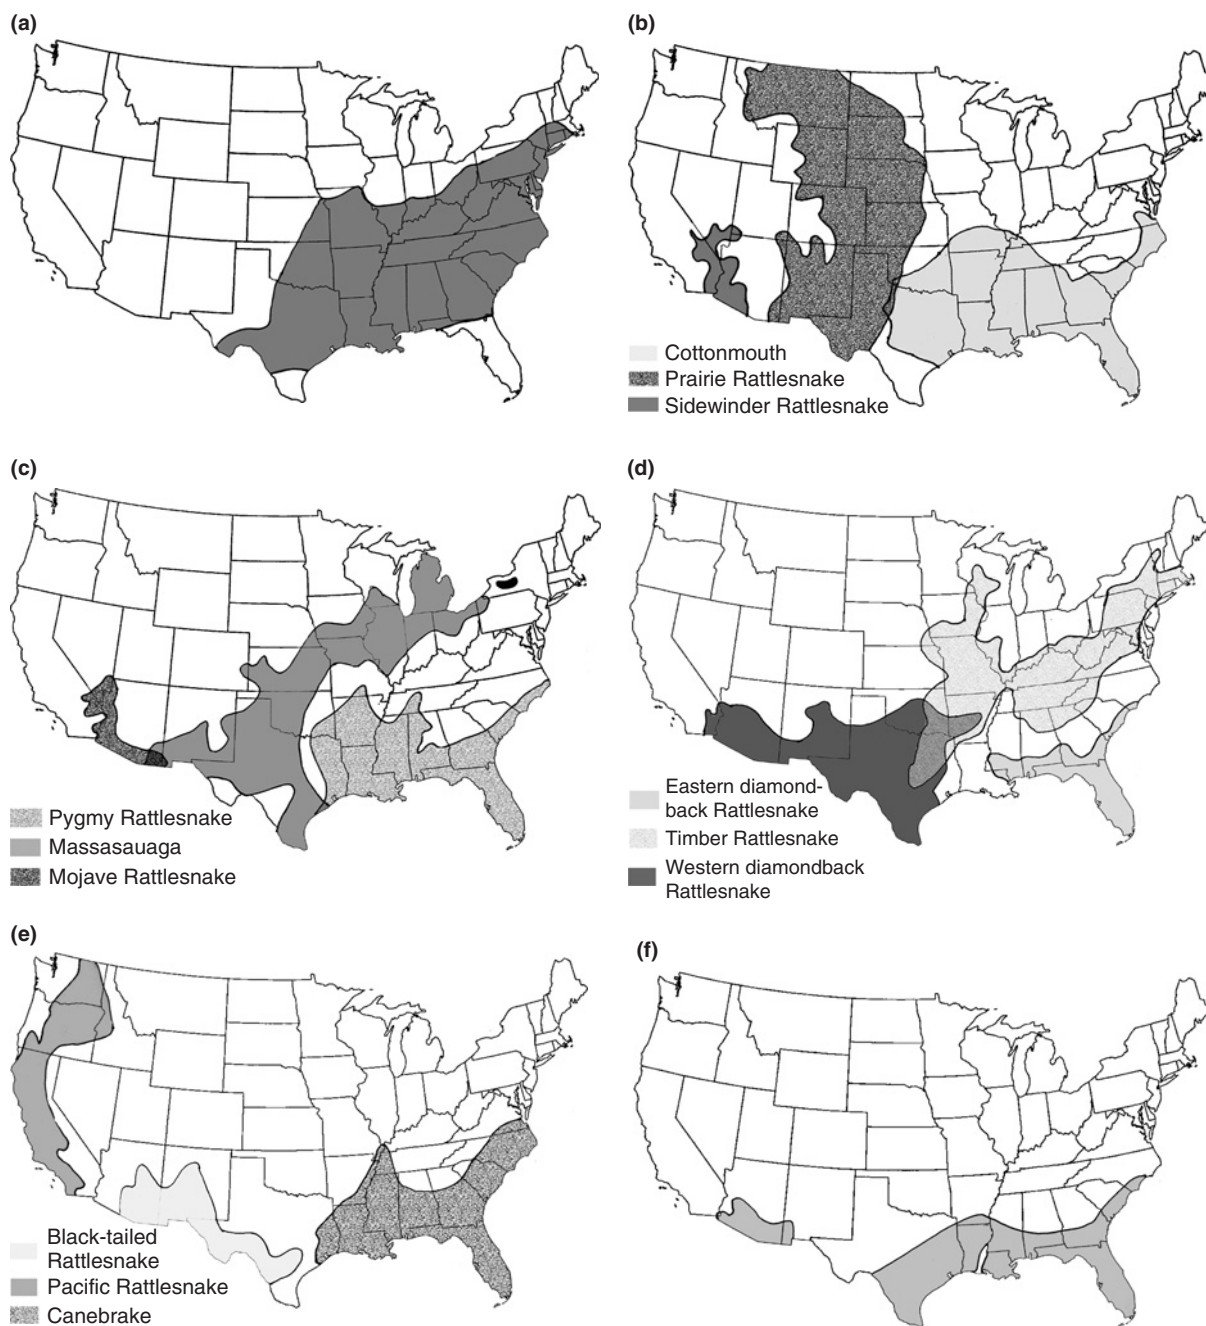 (a)
(b)
Cottonmouth
Prairie Rattlesnake
Sidewinder Rattlesnake
(c)
Pygmy Rattlesnake
Massasauaga
Mojave Rattlesnake
(d)
Eastern diamond-
back Rattlesnake
Timber Rattlesnake
Western diamondback
Rattlesnake
(e)
Black-tailed
Rattlesnake
Pacific Rattlesnake
Canebrake
(f)